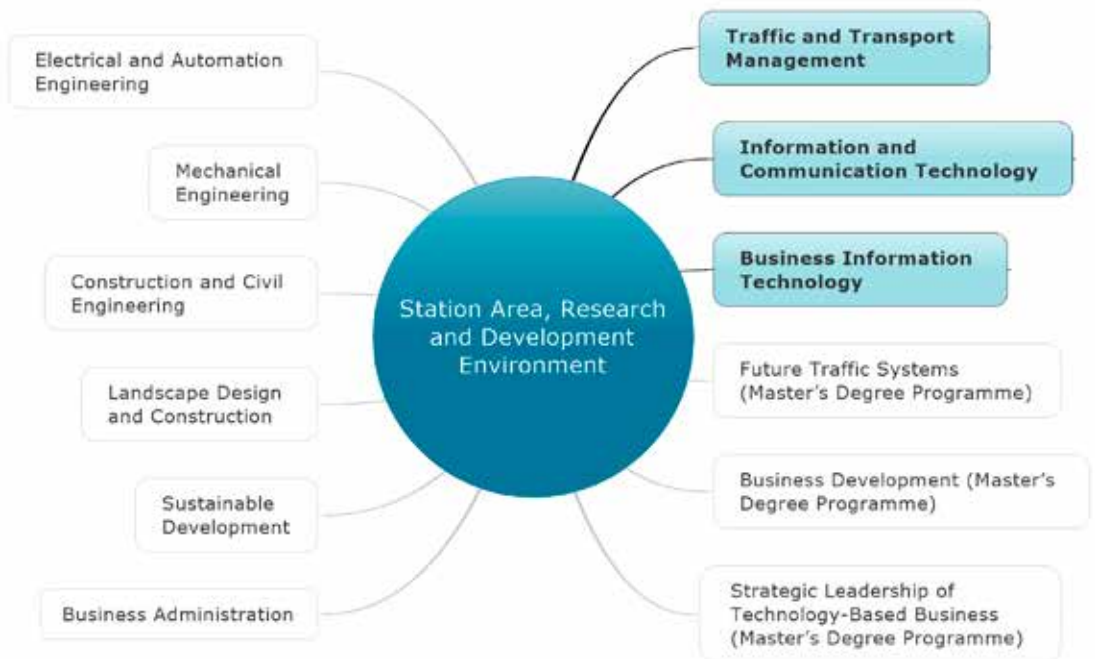 Electrical and Automation
Engineering
Mechanical
Engineering
Construction and Civil
Engineering
Landscape Design
and Construction
Sustainable
Development
Business Administration
Station Area, Research
and Development
Environment
Traffic and Transport
Management
Information and
Communication Technology
Business Information
Technology
Future Traffic Systems
(Master's Degree Programme)
Business Development (Master's
Degree Programme)
Strategic Leadership of
Technology-Based Business
(Master's Degree Programme)